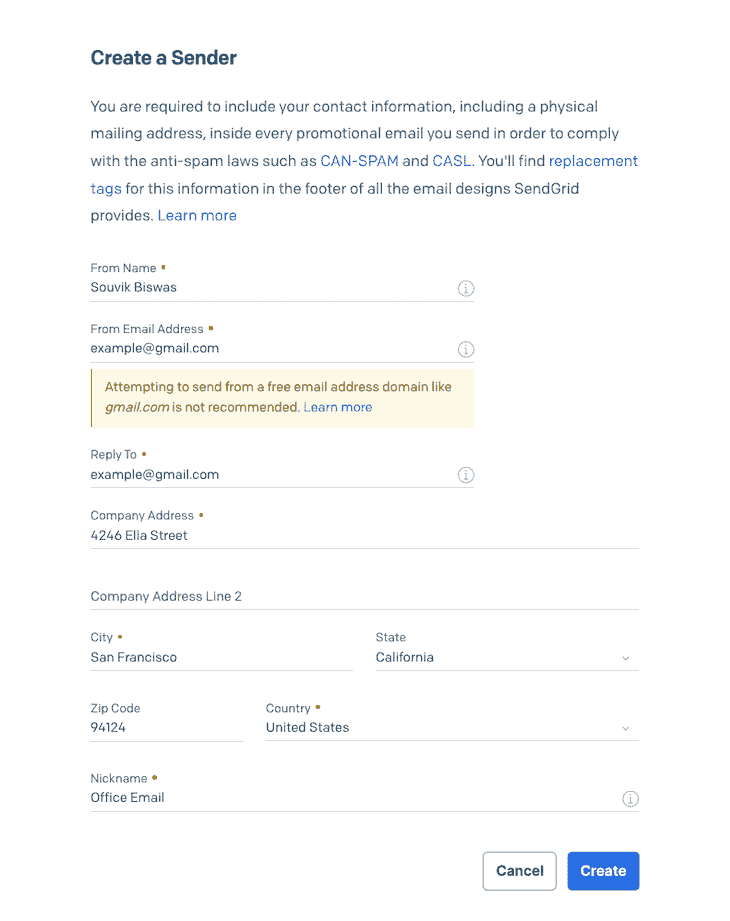 Create a Sender
You are required to include your contact information, including a physical
mailing address, inside every promotional email you send in order to comply
with the anti-spam laws such as CAN-SPAM and CASL. You'll find replacement
tags for this information in the footer of all the email designs SendGrid
provides. Learn more
From Name
Souvik Biswas
From Email Address
example@gmail.com
Attempting to send from a free email address domain like
gmail.com is not recommended. Learn more
Reply To
example@gmail.com
Company Address
4246 Ella Street
Company Address Line 2
City
San Francisco
State
California
Zip Code
94124
Country
United States
Nickname
Office Email
Cancel
Create